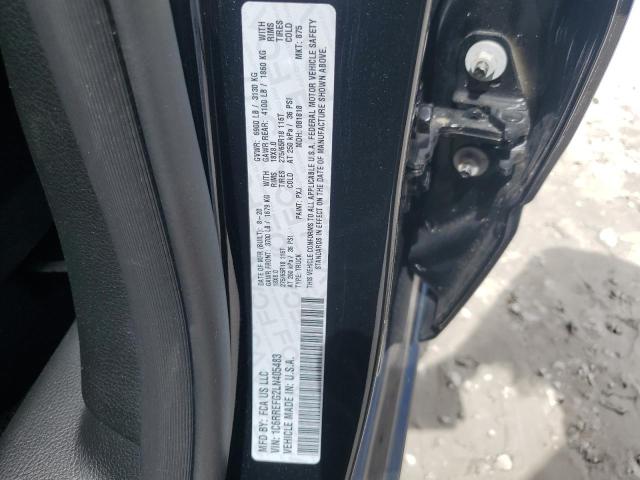 MFD BY: FCA US LLC
DATE OF MFR (BUILT): 8-20
GVWR: 6900 LB / 3130 KG
GAWR FRONT: 3700 LB / 1679 KG WITH
18X8.0 RIMS
275/65R18 116T TIRES
AT 250 kPa / 36 PSI COLD
GAWR REAR: 4100 LB / 1860 KG WITH
18X8.0 RIMS
275/65R18 116T TIRES
AT 250 kPa / 36 PSI COLD
TYPE: TRUCK PAINT: PXJ MDH: 081818 MKT: 875
THIS VEHICLE CONFORMS TO ALL APPLICABLE U.S.A. FEDERAL MOTOR VEHICLE SAFETY
STANDARDS IN EFFECT ON THE DATE OF MANUFACTURE SHOWN ABOVE.
VIN: 1C6RREFG2LN405483
VEHICLE MADE IN: U.S.A.